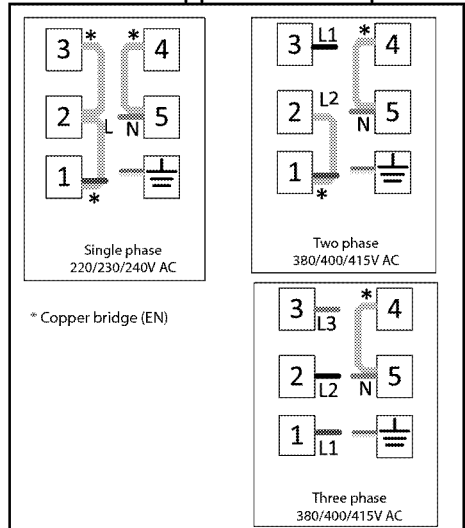 3 * * 4
2 L N 5
1 *
Single phase
220/230/240V AC
3 L1 * 4
2 L2 N 5
1 *
Two phase
380/400/415V AC
* Copper bridge (EN)
3 L3 * 4
2 L2 N 5
1 L1
Three phase
380/400/415V AC